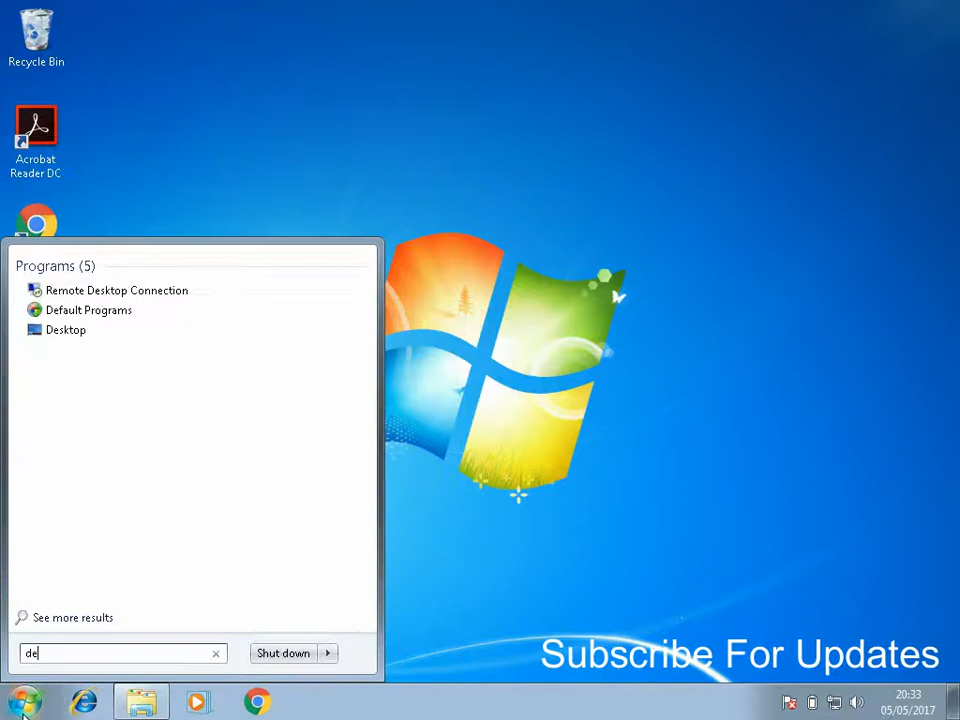 Recycle Bin
Acrobat
Reader DC
Programs (5)
Remote Desktop Connection
Default Programs
Desktop
See more results
de
Shut down
Subscribe For Updates
20:33
05/05/2017